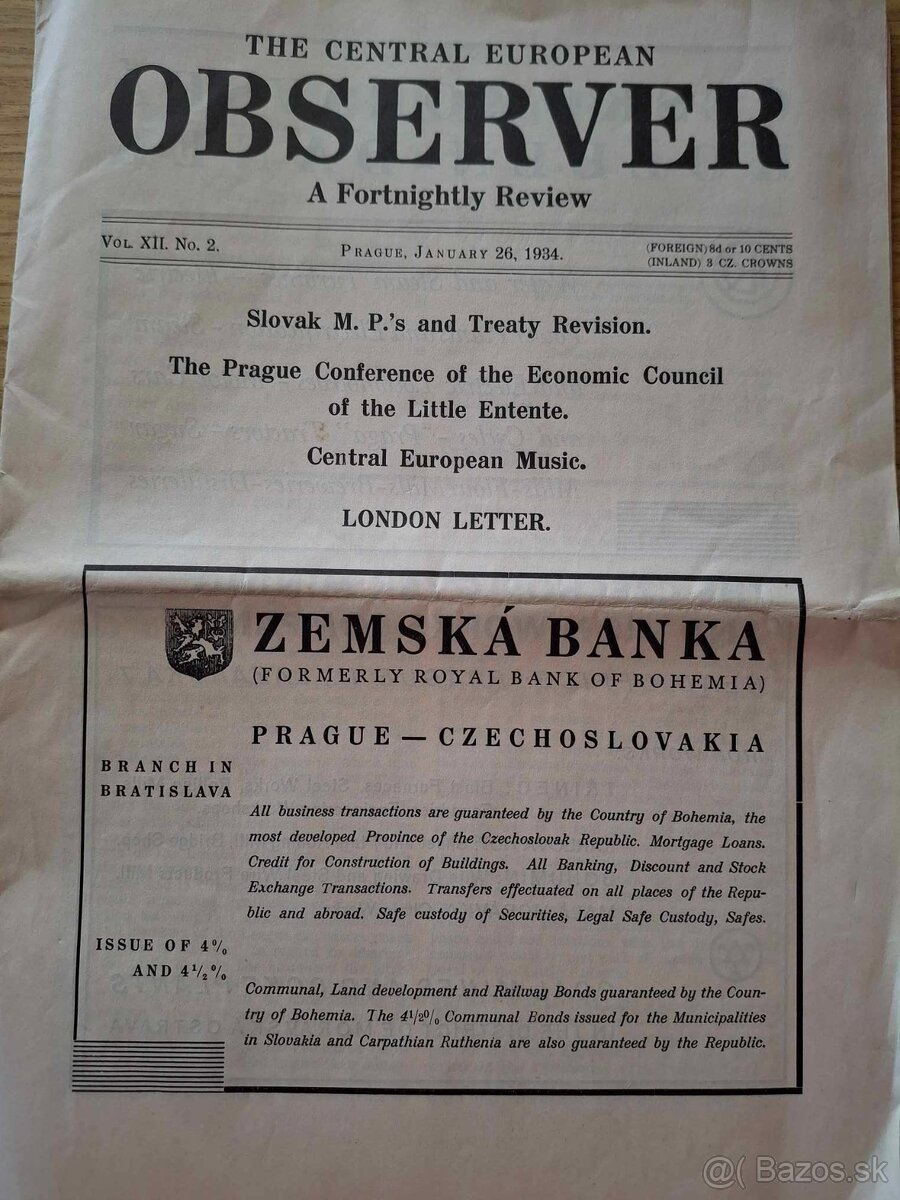 THE CENTRAL EUROPEAN
OBSERVER
A Fortnightly Review
VOL. XII. No. 2.
PRAGUE, JANUARY 26, 1934.
(FOREIGN) 8d or 10 CENTS
(INLAND) 3 CZ. CROWNS
Slovak M. P.'s and Treaty Revision.
The Prague Conference of the Economic Council
of the Little Entente.
Central European Music.
LONDON LETTER.
ZEMSKÁ BANKA
(FORMERLY ROYAL BANK OF BOHEMIA)
PRAGUE — CZECHOSLOVAKIA
BRANCH IN
BRATISLAVA
All business transactions are guaranteed by the Country of Bohemia, the
most developed Province of the Czechoslovak Republic. Mortgage Loans.
Credit for Construction of Buildings. All Banking, Discount and Stock
Exchange Transactions. Transfers effectuated on all places of the Repu-
blic and abroad. Safe custody of Securities, Legal Safe Custody, Safes.
ISSUE OF 4%
AND 4½%
Communal, Land development and Railway Bonds guaranteed by the Coun-
try of Bohemia. The 4½% Communal Bonds issued for the Municipalities
in Slovakia and Carpathian Ruthenia are also guaranteed by the Republic.
@( Bazos.sk